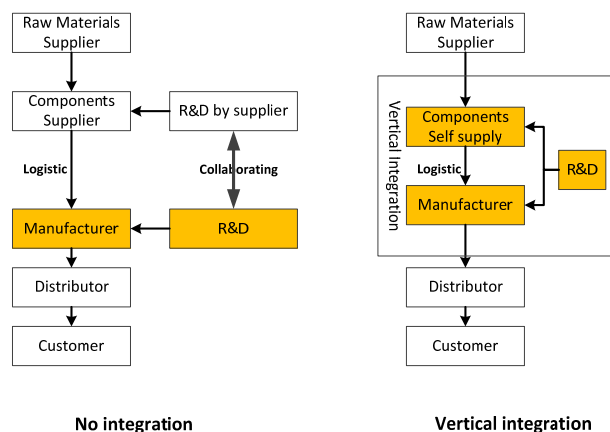 Raw Materials
Supplier
Components
Supplier
R&D by supplier
Logistic
Collaborating
Manufacturer
R&D
Distributor
Customer
No integration
Raw Materials
Supplier
Vertical Integration
Components
Self supply
Logistic
R&D
Manufacturer
Distributor
Customer
Vertical integration